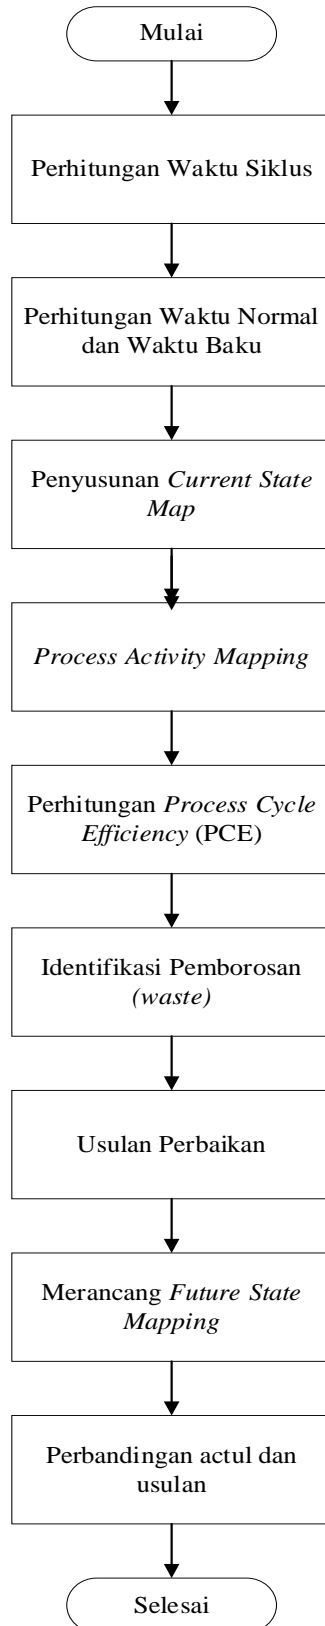 Mulai
Perhitungan Waktu Siklus
Perhitungan Waktu Normal
dan Waktu Baku
Penyusunan Current State
Map
Process Activity Mapping
Perhitungan Process Cycle
Efficiency (PCE)
Identifikasi Pemborosan
(waste)
Usulan Perbaikan
Merancang Future State
Mapping
Perbandingan actul dan
usulan
Selesai